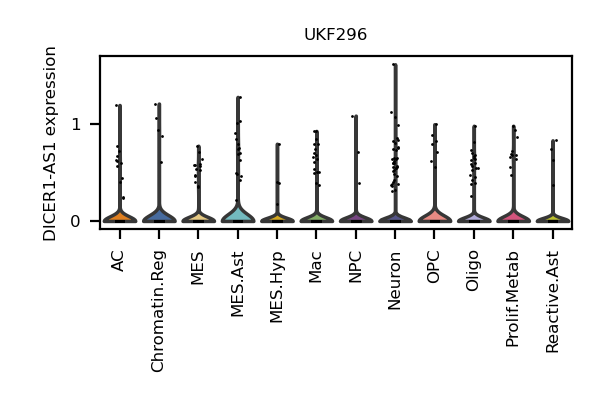 UKF296
DICER1-AS1 expression
1
0
AC
Chromatin.Reg
MES
MES.Ast
MES.Hyp
Mac
NPC
Neuron
OPC
Oligo
Prolif.Metab
Reactive.Ast